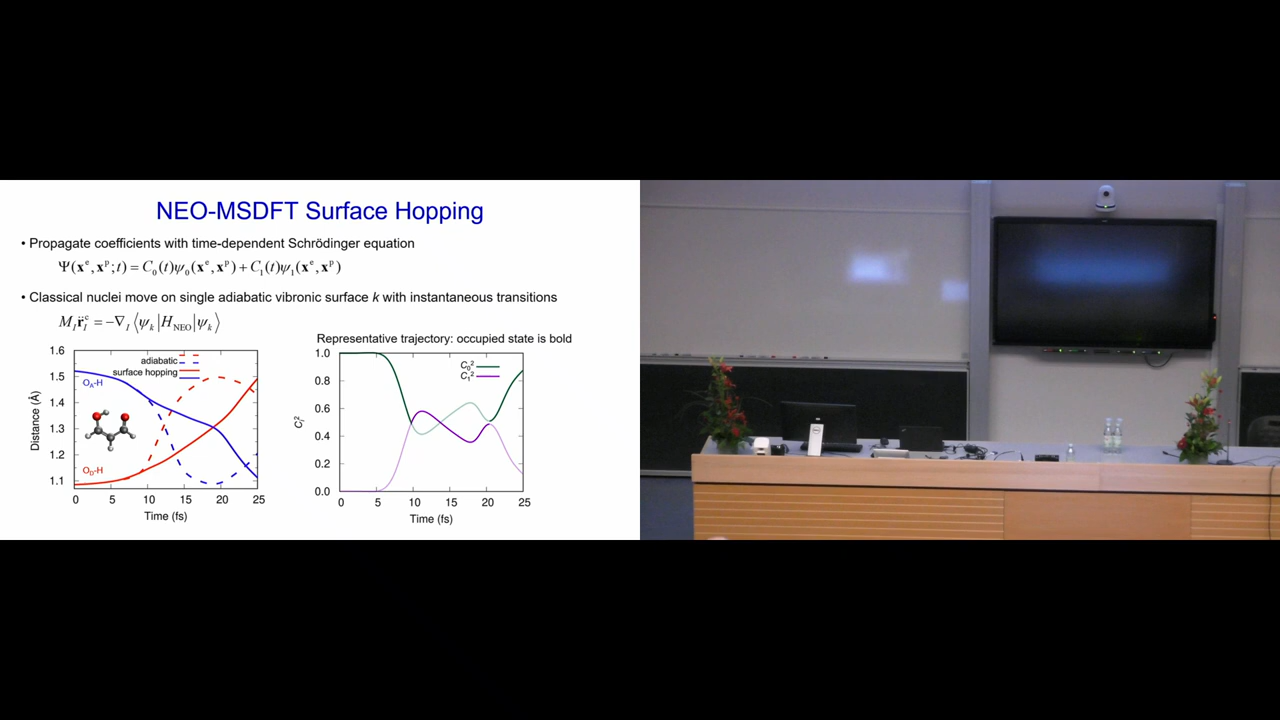 NEO-MSDFT Surface Hopping
• Propagate coefficients with time-dependent Schrödinger equation
Ψ(xᵉ, xᵖ; t) = C₀(t)ψ₀(xᵉ, xᵖ) + C₁(t)ψ₁(xᵉ, xᵖ)
• Classical nuclei move on single adiabatic vibronic surface k with instantaneous transitions
M_I r̈_I^c = −∇_I ⟨ψ_k|H_NEO|ψ_k⟩
Representative trajectory: occupied state is bold
1.6
1.5
1.4
1.3
1.2
1.1
Distance (Å)
adiabatic
surface hopping
O_A-H
O_D-H
0 5 10 15 20 25
Time (fs)
1.0
0.8
0.6
0.4
0.2
0.0
C_i²
C₀²
C₁²
0 5 10 15 20 25
Time (fs)